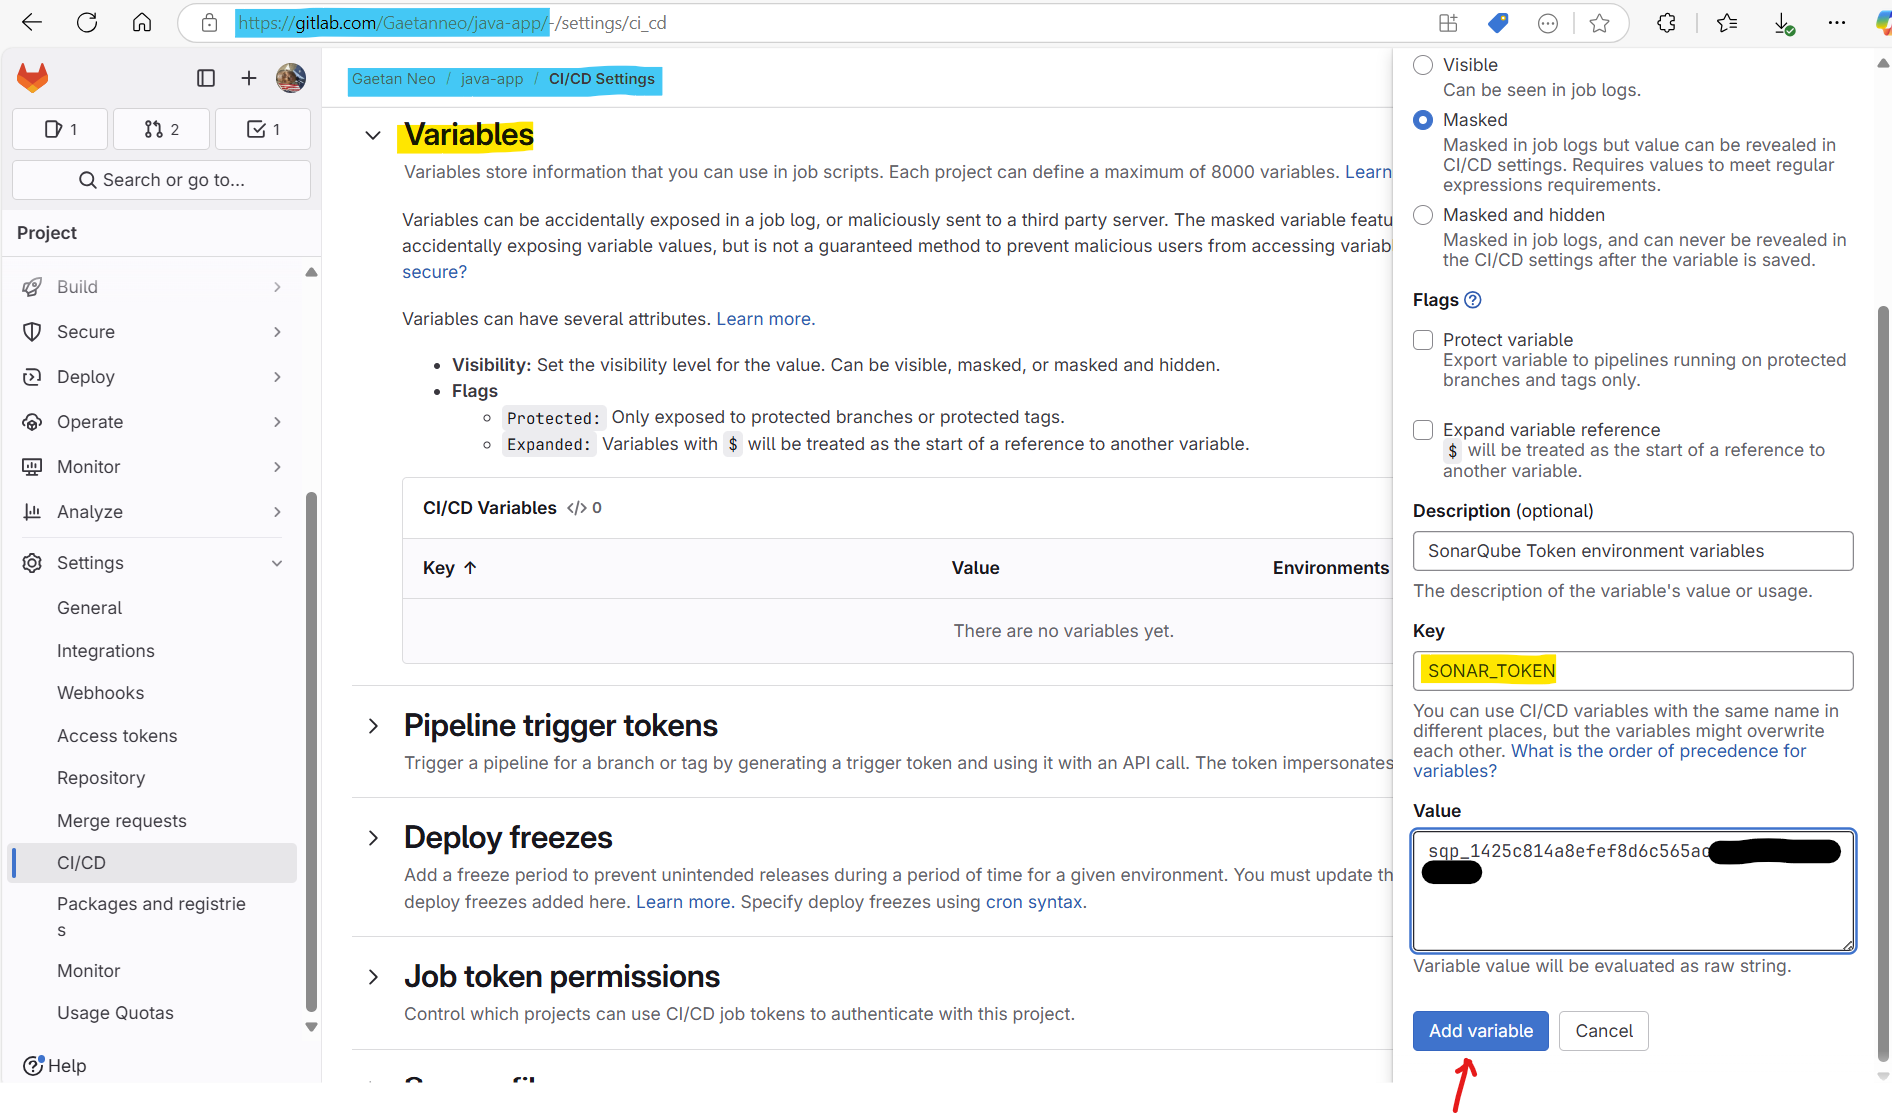 https://gitlab.com/Gaetanneo/java-app/-/settings/ci_cd
1
2
1
Search or go to...
Project
Build
Secure
Deploy
Operate
Monitor
Analyze
Settings
General
Integrations
Webhooks
Access tokens
Repository
Merge requests
CI/CD
Packages and registrie
s
Monitor
Usage Quotas
Help
Gaetan Neo / java-app / CI/CD Settings
Variables
Variables store information that you can use in job scripts. Each project can define a maximum of 8000 variables. Learn
Variables can be accidentally exposed in a job log, or maliciously sent to a third party server. The masked variable featu
accidentally exposing variable values, but is not a guaranteed method to prevent malicious users from accessing variab
secure?
Variables can have several attributes. Learn more.
Visibility: Set the visibility level for the value. Can be visible, masked, or masked and hidden.
Flags
Protected: Only exposed to protected branches or protected tags.
Expanded: Variables with $ will be treated as the start of a reference to another variable.
CI/CD Variables </> 0
Key ↑ Value Environments
There are no variables yet.
Pipeline trigger tokens
Trigger a pipeline for a branch or tag by generating a trigger token and using it with an API call. The token impersonates
Deploy freezes
Add a freeze period to prevent unintended releases during a period of time for a given environment. You must update th
deploy freezes added here. Learn more. Specify deploy freezes using cron syntax.
Job token permissions
Control which projects can use CI/CD job tokens to authenticate with this project.
Visible
Can be seen in job logs.
Masked
Masked in job logs but value can be revealed in
CI/CD settings. Requires values to meet regular
expressions requirements.
Masked and hidden
Masked in job logs, and can never be revealed in
the CI/CD settings after the variable is saved.
Flags
Protect variable
Export variable to pipelines running on protected
branches and tags only.
Expand variable reference
$ will be treated as the start of a reference to
another variable.
Description (optional)
SonarQube Token environment variables
The description of the variable's value or usage.
Key
SONAR_TOKEN
You can use CI/CD variables with the same name in
different places, but the variables might overwrite
each other. What is the order of precedence for
variables?
Value
sqp_1425c814a8efef8d6c565ac
Variable value will be evaluated as raw string.
Add variable Cancel